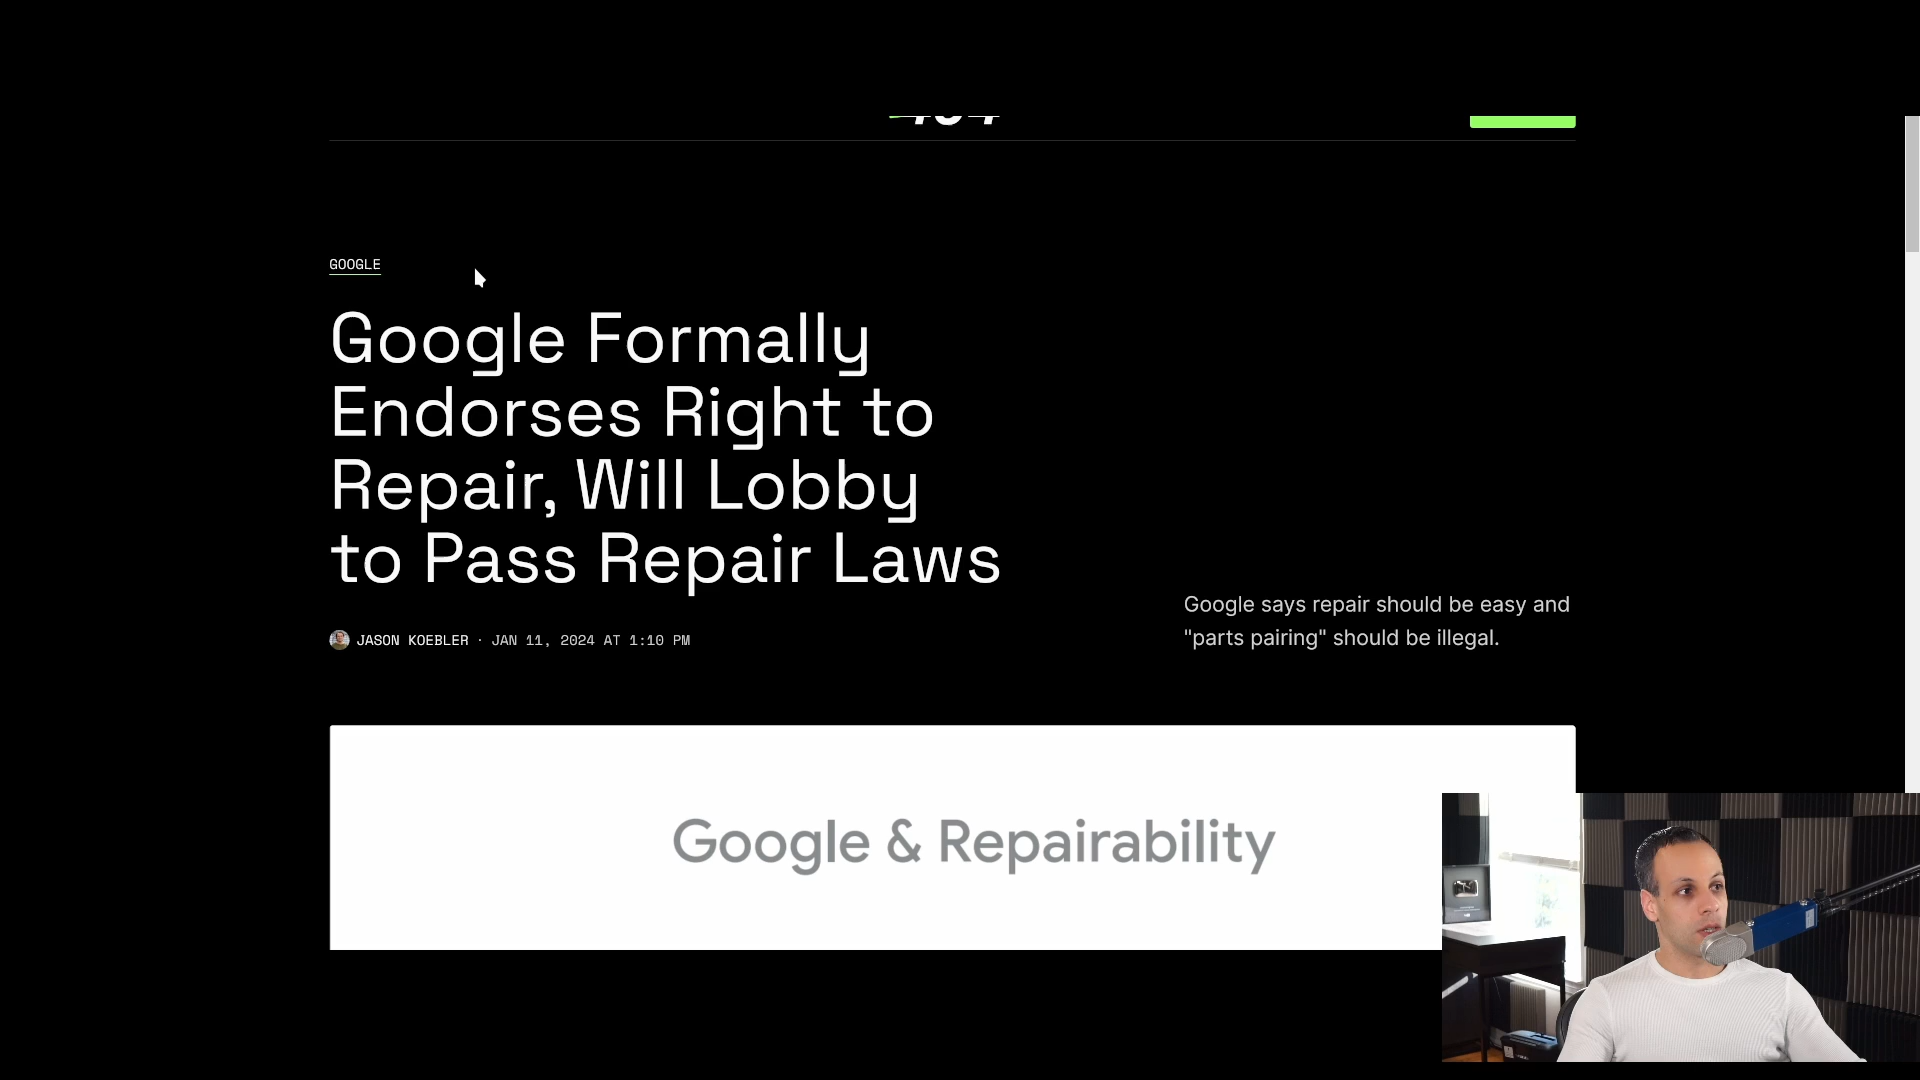 404
GOOGLE
Google Formally
Endorses Right to
Repair, Will Lobby
to Pass Repair Laws
JASON KOEBLER · JAN 11, 2024 AT 1:10 PM
Google says repair should be easy and
"parts pairing" should be illegal.
Google & Repairability